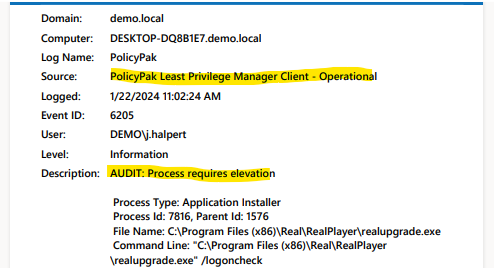 Domain: demo.local
Computer: DESKTOP-DQ8B1E7.demo.local
Log Name: PolicyPak
Source: PolicyPak Least Privilege Manager Client - Operational
Logged: 1/22/2024 11:02:24 AM
Event ID: 6205
User: DEMO\j.halpert
Level: Information
Description: AUDIT: Process requires elevation
Process Type: Application Installer
Process Id: 7816, Parent Id: 1576
File Name: C:\Program Files (x86)\Real\RealPlayer\realupgrade.exe
Command Line: "C:\Program Files (x86)\Real\RealPlayer
\realupgrade.exe" /logoncheck